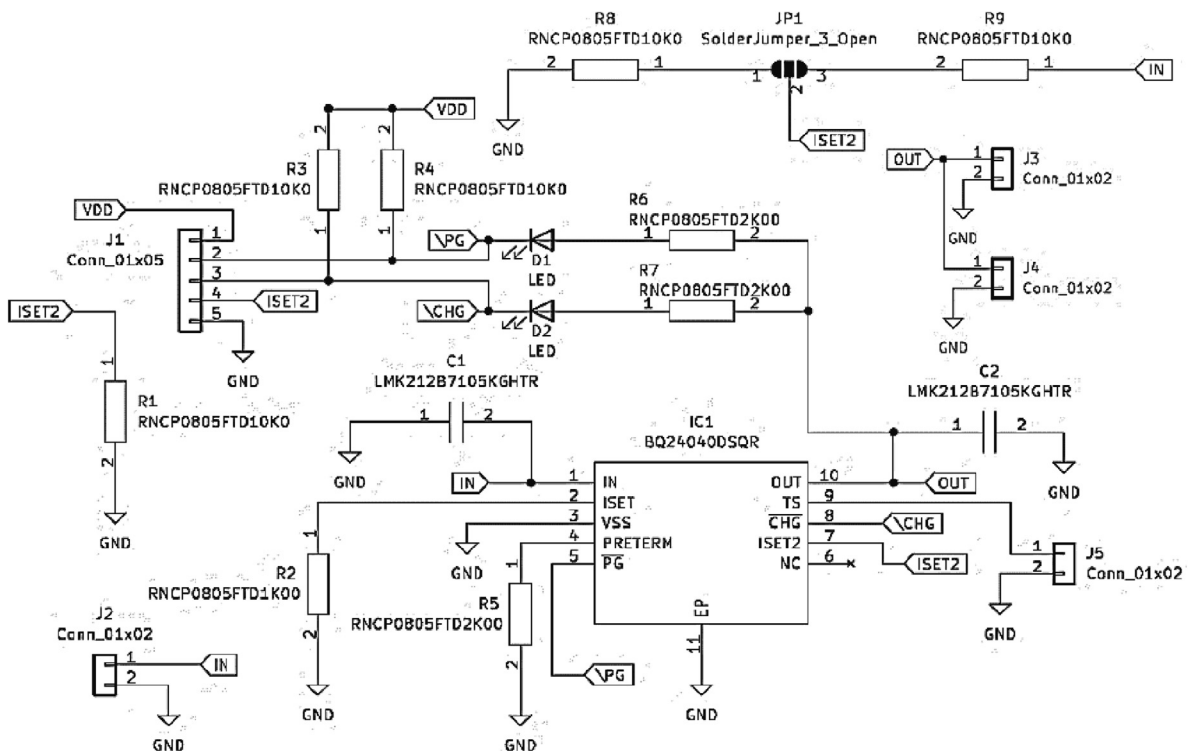 R8
RNCP0805FTD10K0
2
1
JP1
SolderJumper_3_Open
1
3
2
ISET2
R9
RNCP0805FTD10K0
2
1
IN
GND
VDD
2
2
R3
RNCP0805FTD10K0
1
R4
RNCP0805FTD10K0
1
OUT
1
2
J3
Conn_01x02
GND
1
2
J4
Conn_01x02
GND
VDD
J1
Conn_01x05
1
2
3
4
5
ISET2
GND
\PG
D1
LED
R6
RNCP0805FTD2K00
1
2
\CHG
D2
LED
R7
RNCP0805FTD2K00
1
2
ISET2
1
R1
RNCP0805FTD10K0
2
GND
C1
LMK212B7105KGHTR
1
2
GND
C2
LMK212B7105KGHTR
1
2
GND
IC1
BQ24040DSQR
IN
1
IN
2
ISET
3
VSS
4
PRETERM
5
PG
OUT
10
OUT
TS
9
CHG
8
\CHG
ISET2
7
ISET2
NC
6
EP
11
GND
GND
1
R2
RNCP0805FTD1K00
2
GND
1
R5
RNCP0805FTD2K00
2
GND
\PG
1
2
J5
Conn_01x02
GND
J2
Conn_01x02
1
2
IN
GND